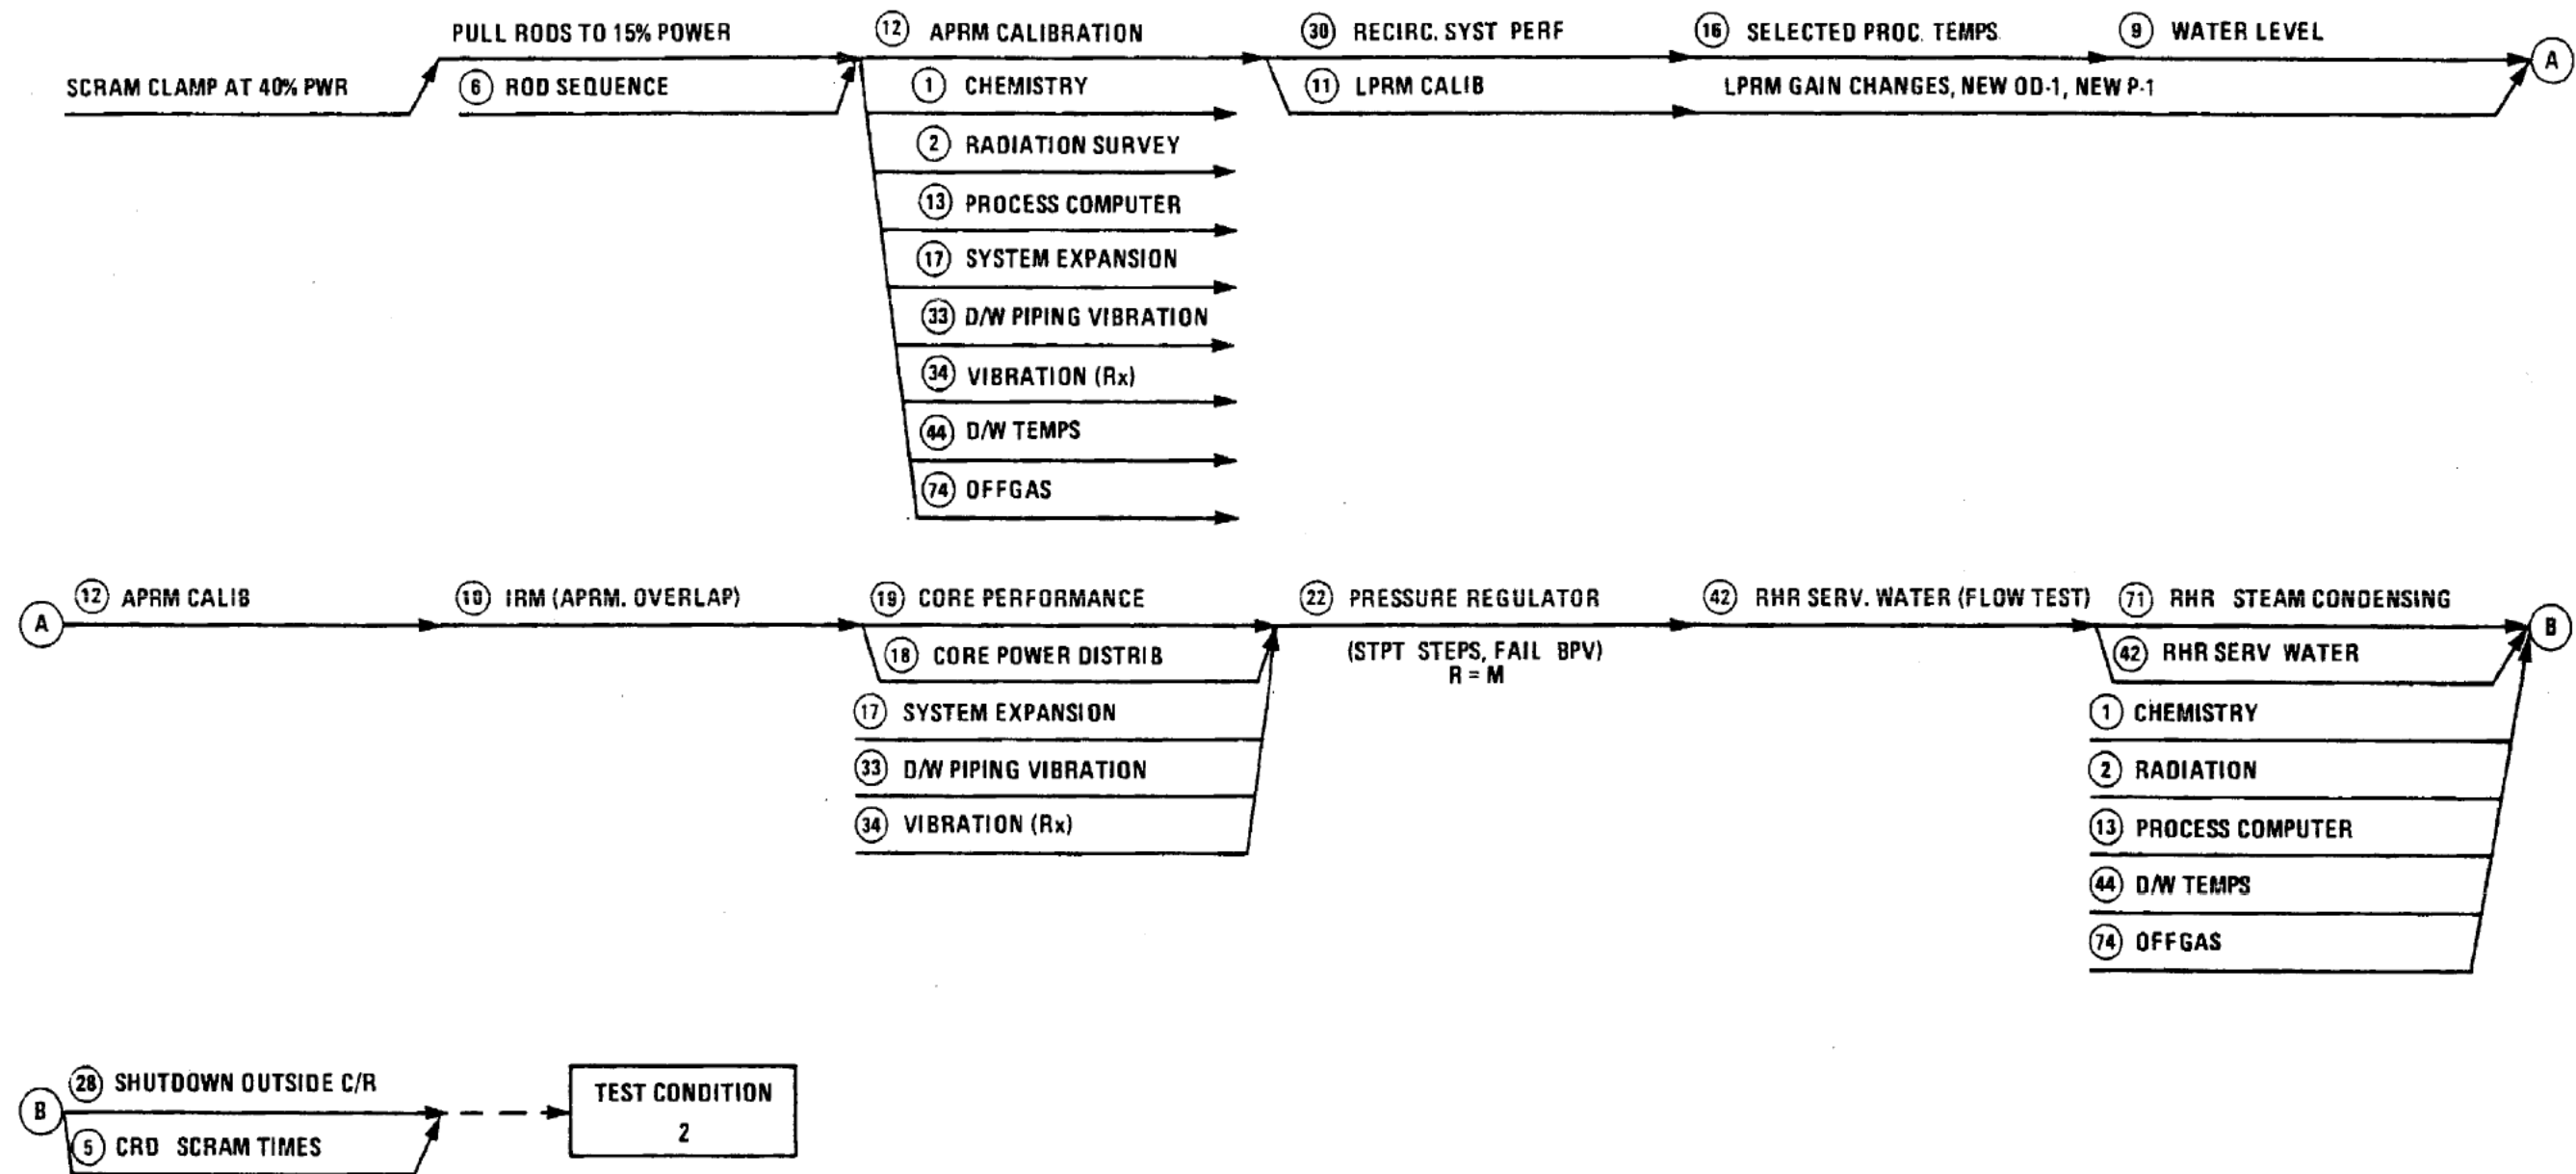 PULL RODS TO 15% POWER
12 APRM CALIBRATION
30 RECIRC. SYST PERF
16 SELECTED PROC. TEMPS
9 WATER LEVEL
A
SCRAM CLAMP AT 40% PWR
6 ROD SEQUENCE
1 CHEMISTRY
11 LPRM CALIB
LPRM GAIN CHANGES, NEW OD-1, NEW P-1
2 RADIATION SURVEY
13 PROCESS COMPUTER
17 SYSTEM EXPANSION
33 D/W PIPING VIBRATION
34 VIBRATION (Rx)
44 D/W TEMPS
74 OFFGAS
A
12 APRM CALIB
10 IRM (APRM. OVERLAP)
19 CORE PERFORMANCE
22 PRESSURE REGULATOR
42 RHR SERV. WATER (FLOW TEST)
71 RHR STEAM CONDENSING
B
18 CORE POWER DISTRIB
(STPT STEPS, FAIL BPV)
R = M
42 RHR SERV WATER
17 SYSTEM EXPANSION
1 CHEMISTRY
33 D/W PIPING VIBRATION
2 RADIATION
34 VIBRATION (Rx)
13 PROCESS COMPUTER
44 D/W TEMPS
74 OFFGAS
B
28 SHUTDOWN OUTSIDE C/R
5 CRD SCRAM TIMES
TEST CONDITION
2